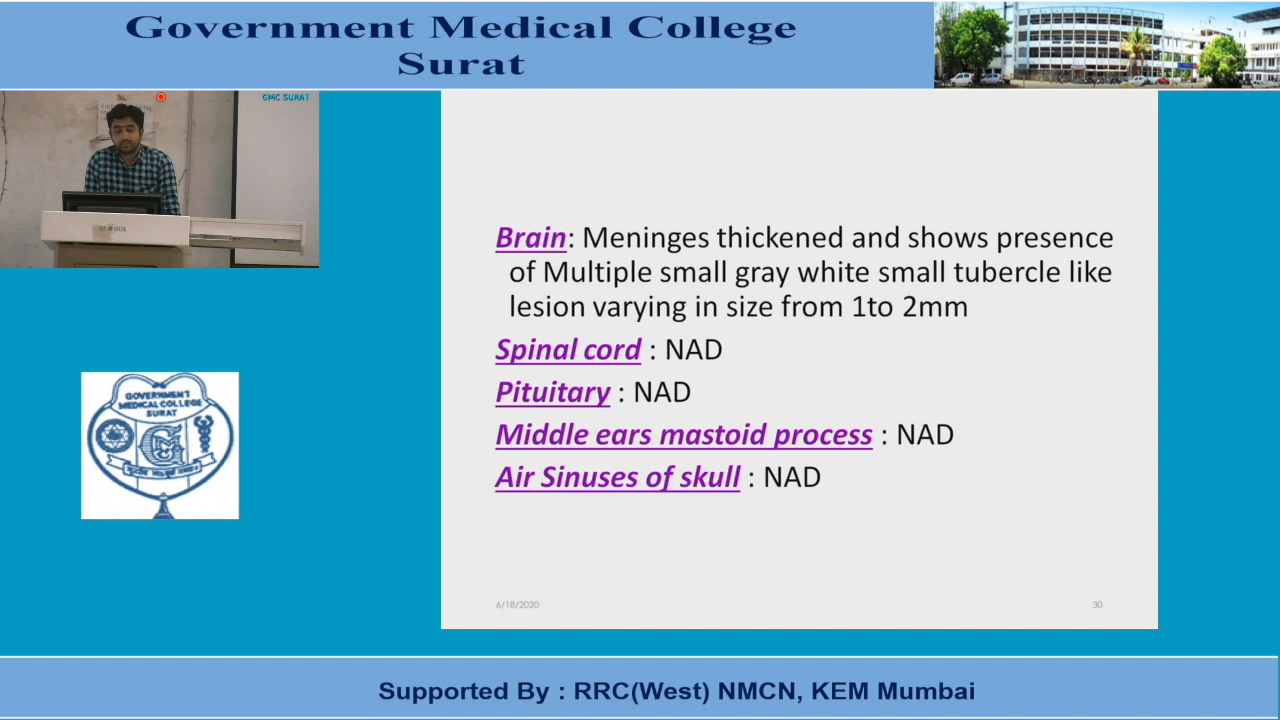 Government Medical College
Surat
GMC SURAT
Brain: Meninges thickened and shows presence
of Multiple small gray white small tubercle like
lesion varying in size from 1to 2mm
Spinal cord : NAD
Pituitary : NAD
Middle ears mastoid process : NAD
Air Sinuses of skull : NAD
GOVERNMENT
MEDICAL COLLEGE
SURAT
6/18/2020
30
Supported By : RRC(West) NMCN, KEM Mumbai